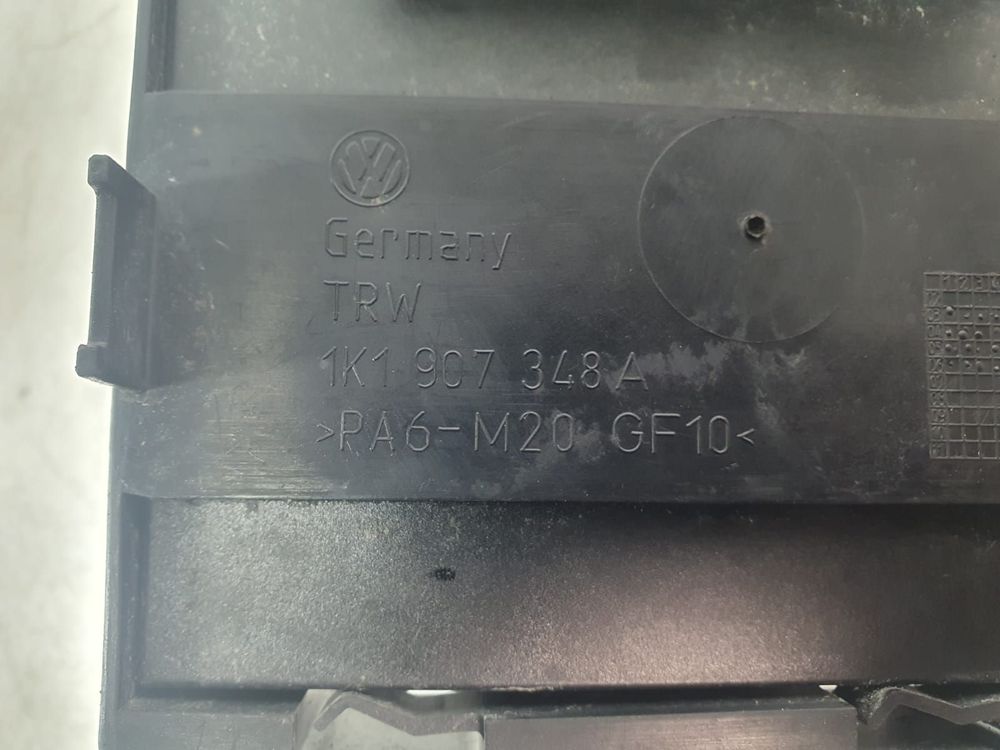 Germany
TRW
1K1 907 348 A
>PA6-M20 GF10<